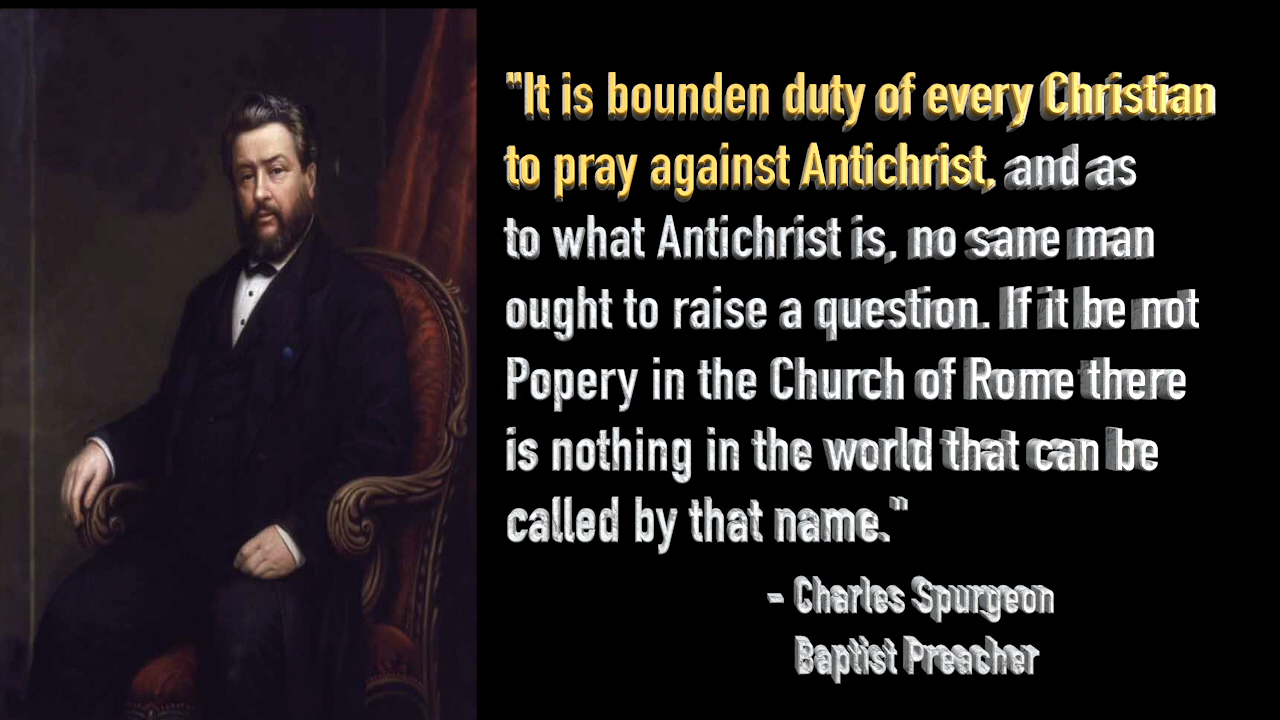 "It is bounden duty of every Christian
to pray against Antichrist, and as
to what Antichrist is, no sane man
ought to raise a question. If it be not
Popery in the Church of Rome there
is nothing in the world that can be
called by that name."
- Charles Spurgeon
Baptist Preacher